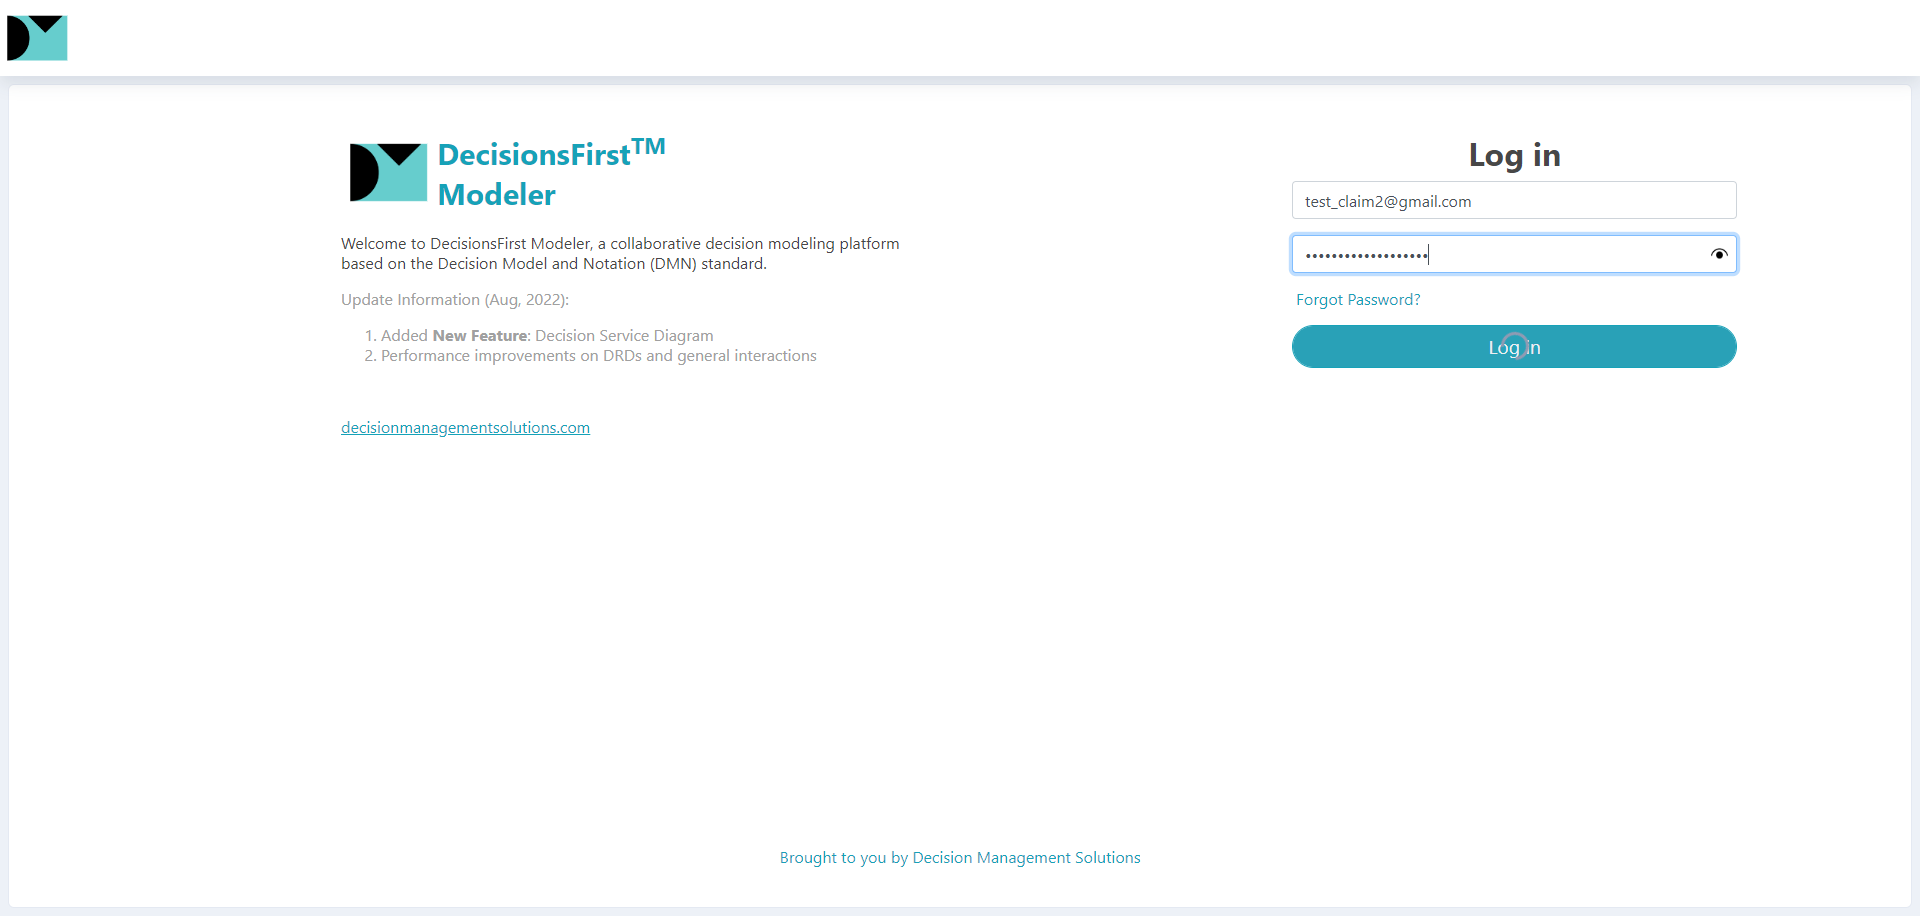 DecisionsFirst™
Modeler
Welcome to DecisionsFirst Modeler, a collaborative decision modeling platform
based on the Decision Model and Notation (DMN) standard.
Update Information (Aug, 2022):
1. Added New Feature: Decision Service Diagram
2. Performance improvements on DRDs and general interactions
decisionmanagementsolutions.com
Log in
test_claim2@gmail.com
•••••••••••••••••••
Forgot Password?
Log in
Brought to you by Decision Management Solutions